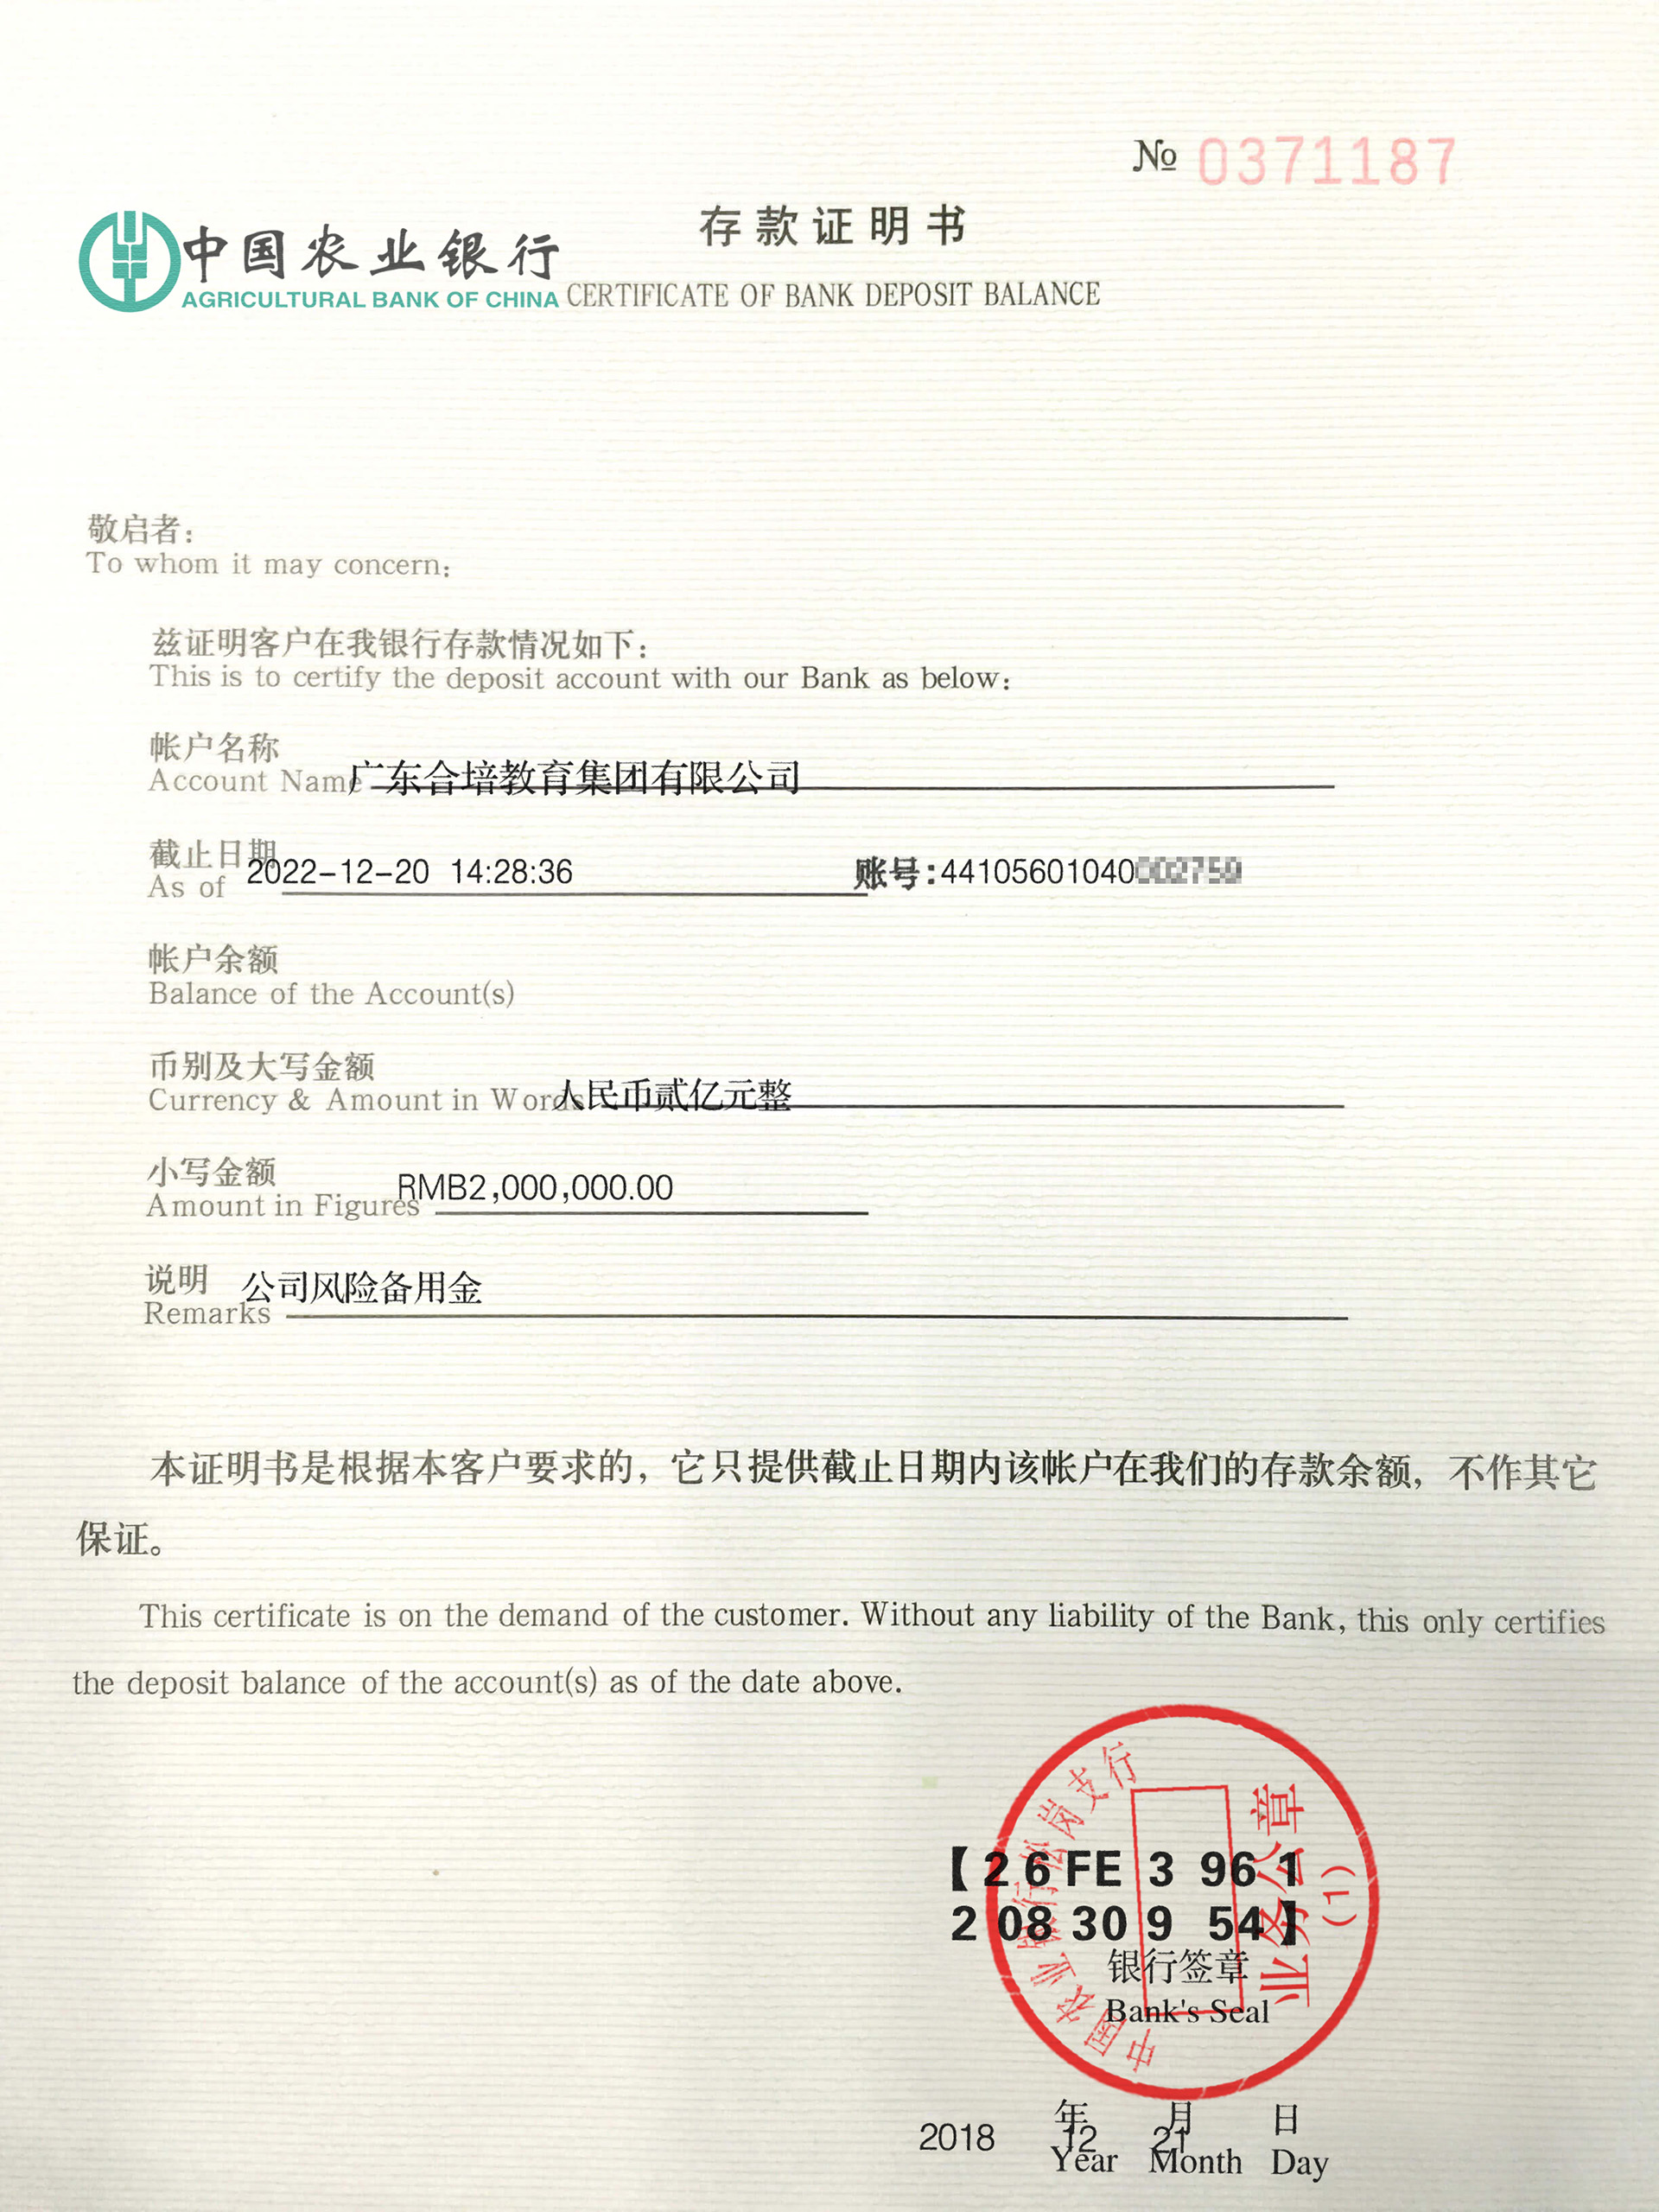 № 0371187
存款证明书
中国农业银行
AGRICULTURAL BANK OF CHINA CERTIFICATE OF BANK DEPOSIT BALANCE
敬启者：
To whom it may concern:
兹证明客户在我银行存款情况如下：
This is to certify the deposit account with our Bank as below:
帐户名称
Account Name 广东合培教育集团有限公司
截止日期
As of 2022-12-20 14:28:36 账号:44105601040002750
帐户余额
Balance of the Account(s)
币别及大写金额
Currency & Amount in Words 人民币贰亿元整
小写金额
Amount in Figures RMB2,000,000.00
说明 公司风险备用金
Remarks
本证明书是根据本客户要求的，它只提供截止日期内该帐户在我们的存款余额，不作其它
保证。
This certificate is on the demand of the customer. Without any liability of the Bank, this only certifies
the deposit balance of the account(s) as of the date above.
中国农业银行松岗支行
业务公章
(1)
【26 FE 3 96 1
2 08 30 9 54】
银行签章
Bank's Seal
年 月 日
2018 12 21
Year Month Day